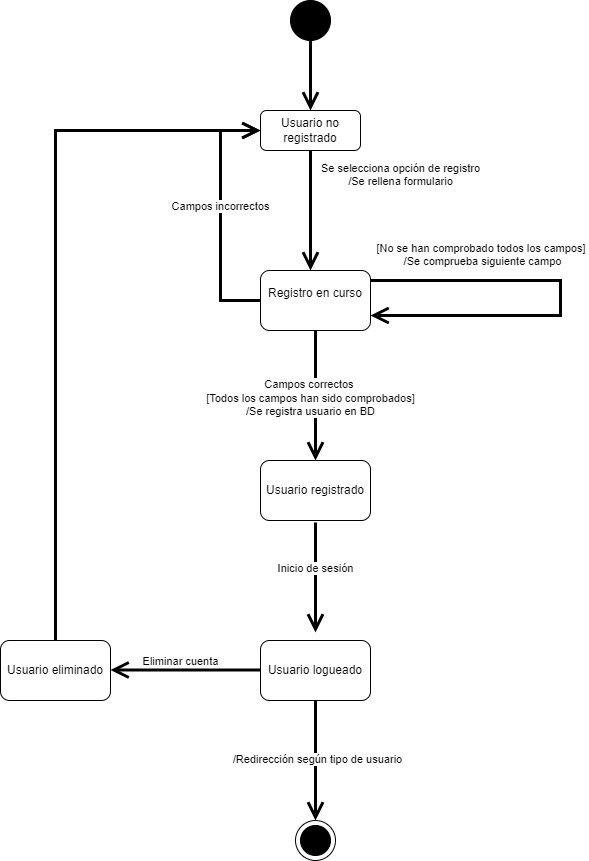 Usuario no
registrado
Se selecciona opción de registro
/Se rellena formulario
Campos incorrectos
[No se han comprobado todos los campos]
/Se comprueba siguiente campo
Registro en curso
Campos correctos
[Todos los campos han sido comprobados]
/Se registra usuario en BD
Usuario registrado
Inicio de sesión
Usuario eliminado
Eliminar cuenta
Usuario logueado
/Redirección según tipo de usuario